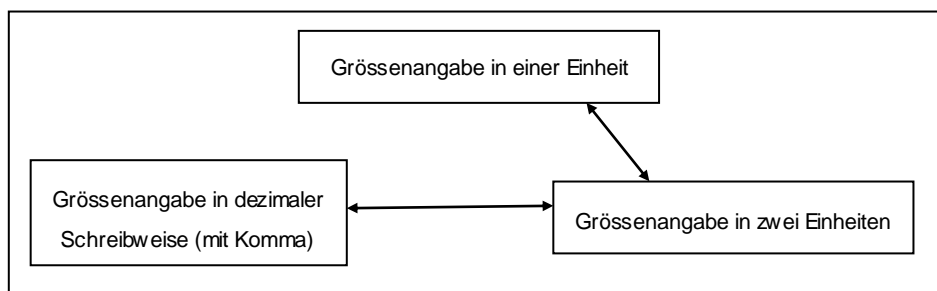 Grössenangabe in einer Einheit
Grössenangabe in dezimaler
Schreibweise (mit Komma)
Grössenangabe in zwei Einheiten